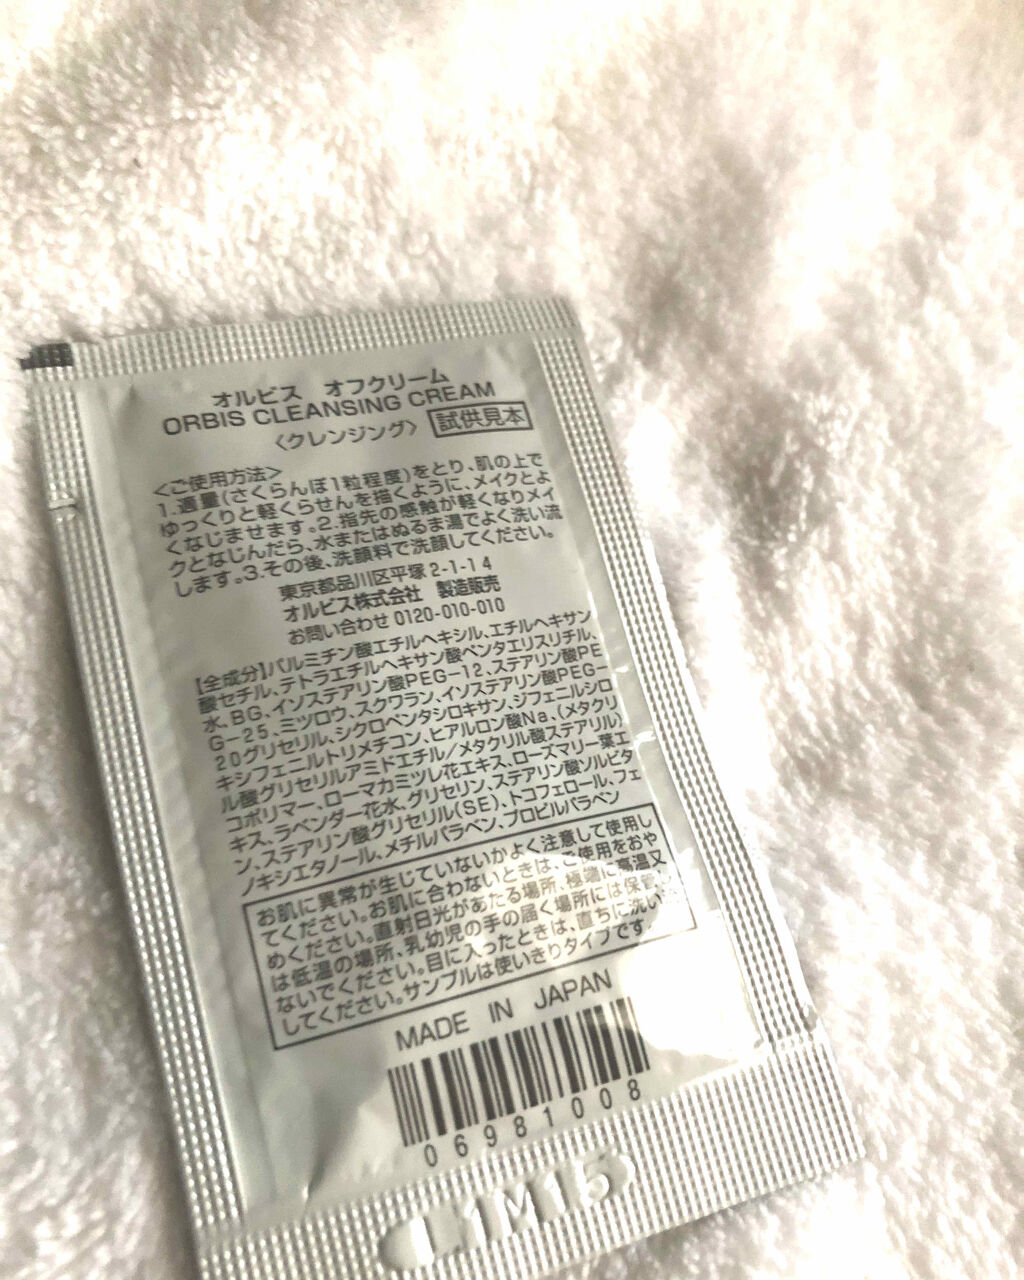 オルビス オフクリーム
ORBIS CLEANSING CREAM
〈クレンジング〉 試供見本
＜ご使用方法＞
1.適量(さくらんぼ1粒程度)をとり、肌の上で
ゆっくりと軽くらせんを描くように、メイクとよ
くなじませます。2.指先の感触が軽くなりメイ
クとなじんだら、水またはぬるま湯でよく洗い流
します。3.その後、洗顔料で洗顔してください。
東京都品川区平塚2-1-14
オルビス株式会社 製造販売
お問い合わせ 0120-010-010
【全成分】パルミチン酸エチルヘキシル、エチルヘキサン
酸セチル、テトラエチルヘキサン酸ペンタエリスリチル、
水、BG、イソステアリン酸PEG-12、ステアリン酸PE
G-25、ミツロウ、スクワラン、イソステアリン酸PEG-
20グリセリル、シクロペンタシロキサン、ジフェニルシロ
キシフェニルトリメチコン、ヒアルロン酸Na、(メタクリ
ル酸グリセリルアミドエチル/メタクリル酸ステアリル)
コポリマー、ローマカミツレ花エキス、ローズマリー葉エ
キス、ラベンダー花水、グリセリン、ステアリン酸ソルビタ
ン、ステアリン酸グリセリル(SE)、トコフェロール、フェ
ノキシエタノール、メチルパラベン、プロピルパラベン
お肌に異常が生じていないかよく注意して使用し
てください。お肌に合わないときは、ご使用をおや
めください。直射日光があたる場所、極端に高温又
は低温の場所、乳幼児の手の届く場所には保管し
ないでください。目に入ったときは、直ちに洗い流
してください。サンプルは使いきりタイプです。
MADE IN JAPAN
06981008